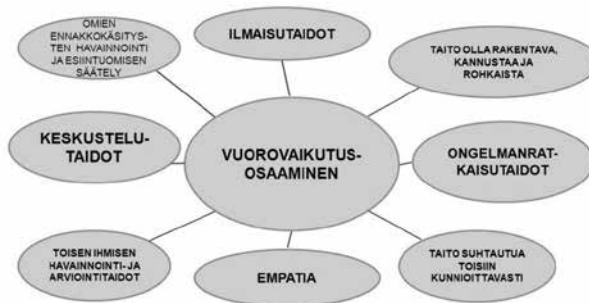 OMIEN
ENNAKKOKÄSITYS-
TEN HAVAINNOINTI
JA ESIINTUOMISEN
SÄÄTELY
ILMAISUTAIDOT
TAITO OLLA RAKENTAVA,
KANNUSTAA JA
ROHKAISTA
KESKUSTELU-
TAIDOT
VUOROVAIKUTUS-
OSAAMINEN
ONGELMANRAT-
KAISUTAIDOT
TOISEN IHMISEN
HAVAINNOINTI- JA
ARVIOINTITAIDOT
EMPATIA
TAITO SUHTAUTUA
TOISIIN
KUNNIOITTAVASTI